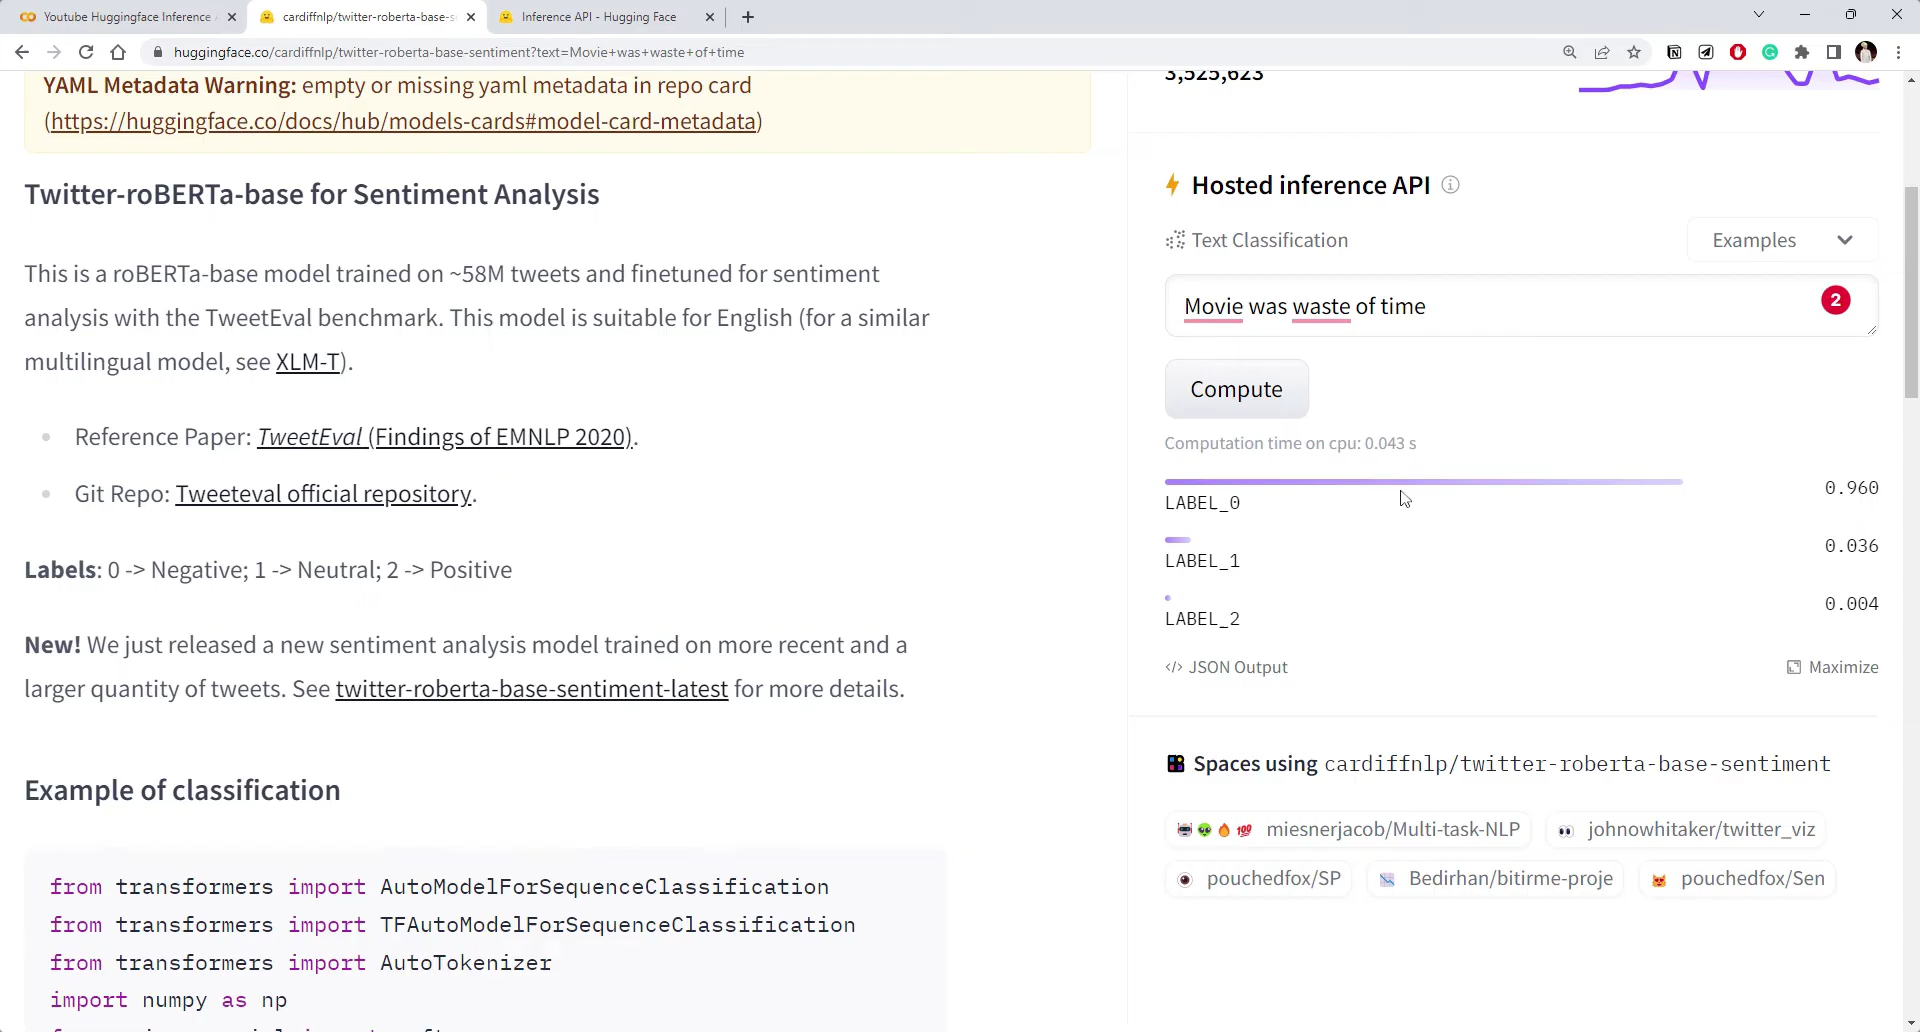 Youtube Huggingface Inference
cardiffnlp/twitter-roberta-base-s
Inference API - Hugging Face
huggingface.co/cardiffnlp/twitter-roberta-base-sentiment?text=Movie+was+waste+of+time
YAML Metadata Warning: empty or missing yaml metadata in repo card
(https://huggingface.co/docs/hub/models-cards#model-card-metadata)
Twitter-roBERTa-base for Sentiment Analysis
This is a roBERTa-base model trained on ~58M tweets and finetuned for sentiment
analysis with the TweetEval benchmark. This model is suitable for English (for a similar
multilingual model, see XLM-T).
Reference Paper: TweetEval (Findings of EMNLP 2020).
Git Repo: Tweeteval official repository.
Labels: 0 -> Negative; 1 -> Neutral; 2 -> Positive
New! We just released a new sentiment analysis model trained on more recent and a
larger quantity of tweets. See twitter-roberta-base-sentiment-latest for more details.
Example of classification
from transformers import AutoModelForSequenceClassification
from transformers import TFAutoModelForSequenceClassification
from transformers import AutoTokenizer
import numpy as np
3,525,623
Hosted inference API
Text Classification
Examples
Movie was waste of time
2
Compute
Computation time on cpu: 0.043 s
LABEL_0
0.960
LABEL_1
0.036
LABEL_2
0.004
</> JSON Output
Maximize
Spaces using cardiffnlp/twitter-roberta-base-sentiment
miesnerjacob/Multi-task-NLP
johnowhitaker/twitter_viz
pouchedfox/SP
Bedirhan/bitirme-proje
pouchedfox/Sen